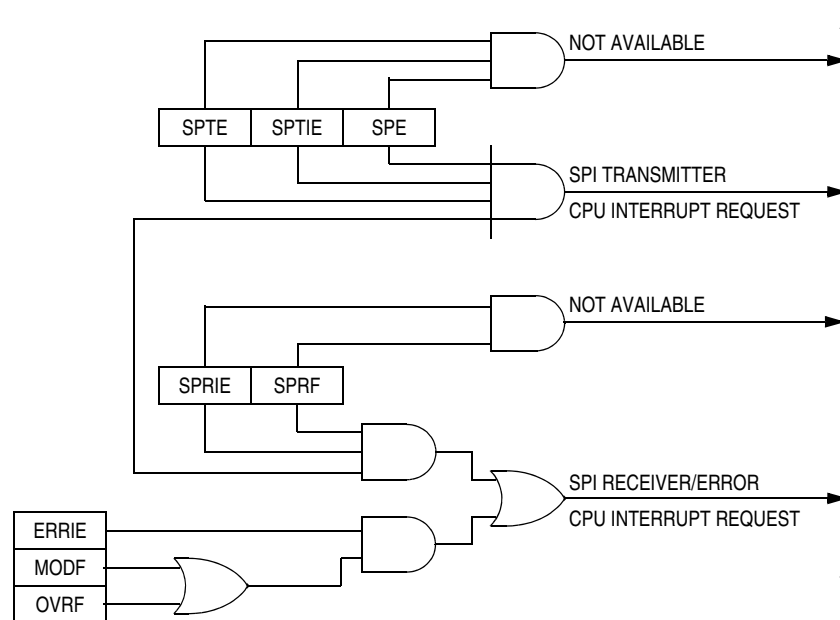 NOT AVAILABLE
SPTE SPTIE SPE
SPI TRANSMITTER
CPU INTERRUPT REQUEST
NOT AVAILABLE
SPRIE SPRF
SPI RECEIVER/ERROR
CPU INTERRUPT REQUEST
ERRIE
MODF
OVRF